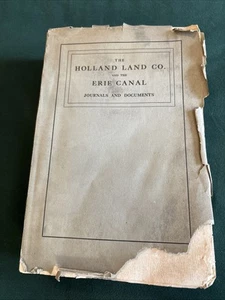 THE
HOLLAND LAND CO.
AND THE
ERIE CANAL
JOURNALS AND DOCUMENTS